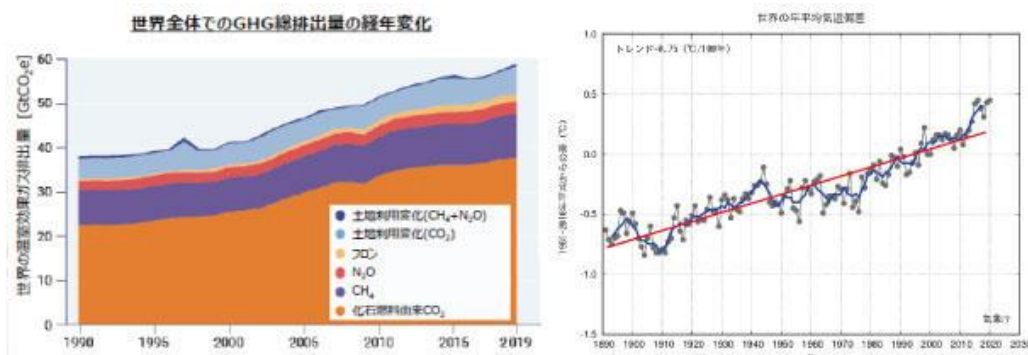 世界全体でのGHG総排出量の経年変化
世界の温室効果ガス排出量 [GtCO₂e]
60
50
40
30
20
10
0
土地利用変化(CH₄+N₂O)
土地利用変化(CO₂)
フロン
N₂O
CH₄
化石燃料由来CO₂
1990 1995 2000 2005 2010 2015 2019
世界の年平均気温偏差
トレンド=0.75 (℃/100年)
1.0
0.5
0.0
-0.5
-1.0
-1.5
気象庁
1890 1900 1910 1920 1930 1940 1950 1960 1970 1980 1990 2000 2010 2020 2030